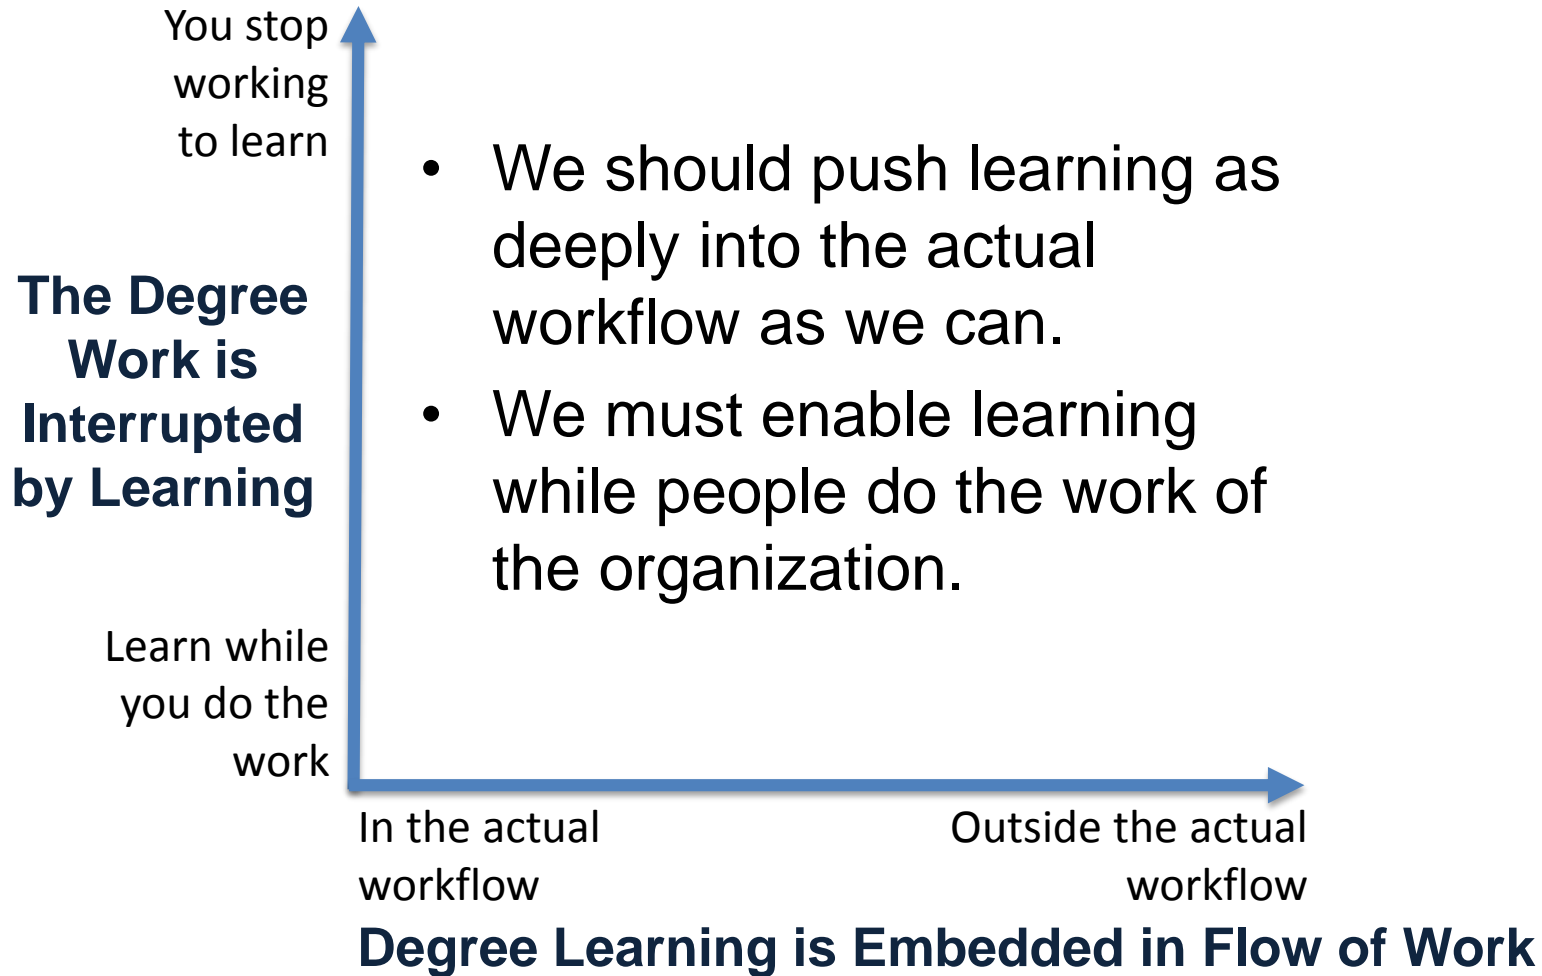 You stop
working
to learn
• We should push learning as
deeply into the actual
workflow as we can.
The Degree
Work is
Interrupted
by Learning
• We must enable learning
while people do the work of
the organization.
Learn while
you do the
work
In the actual
workflow
Outside the actual
workflow
Degree Learning is Embedded in Flow of Work